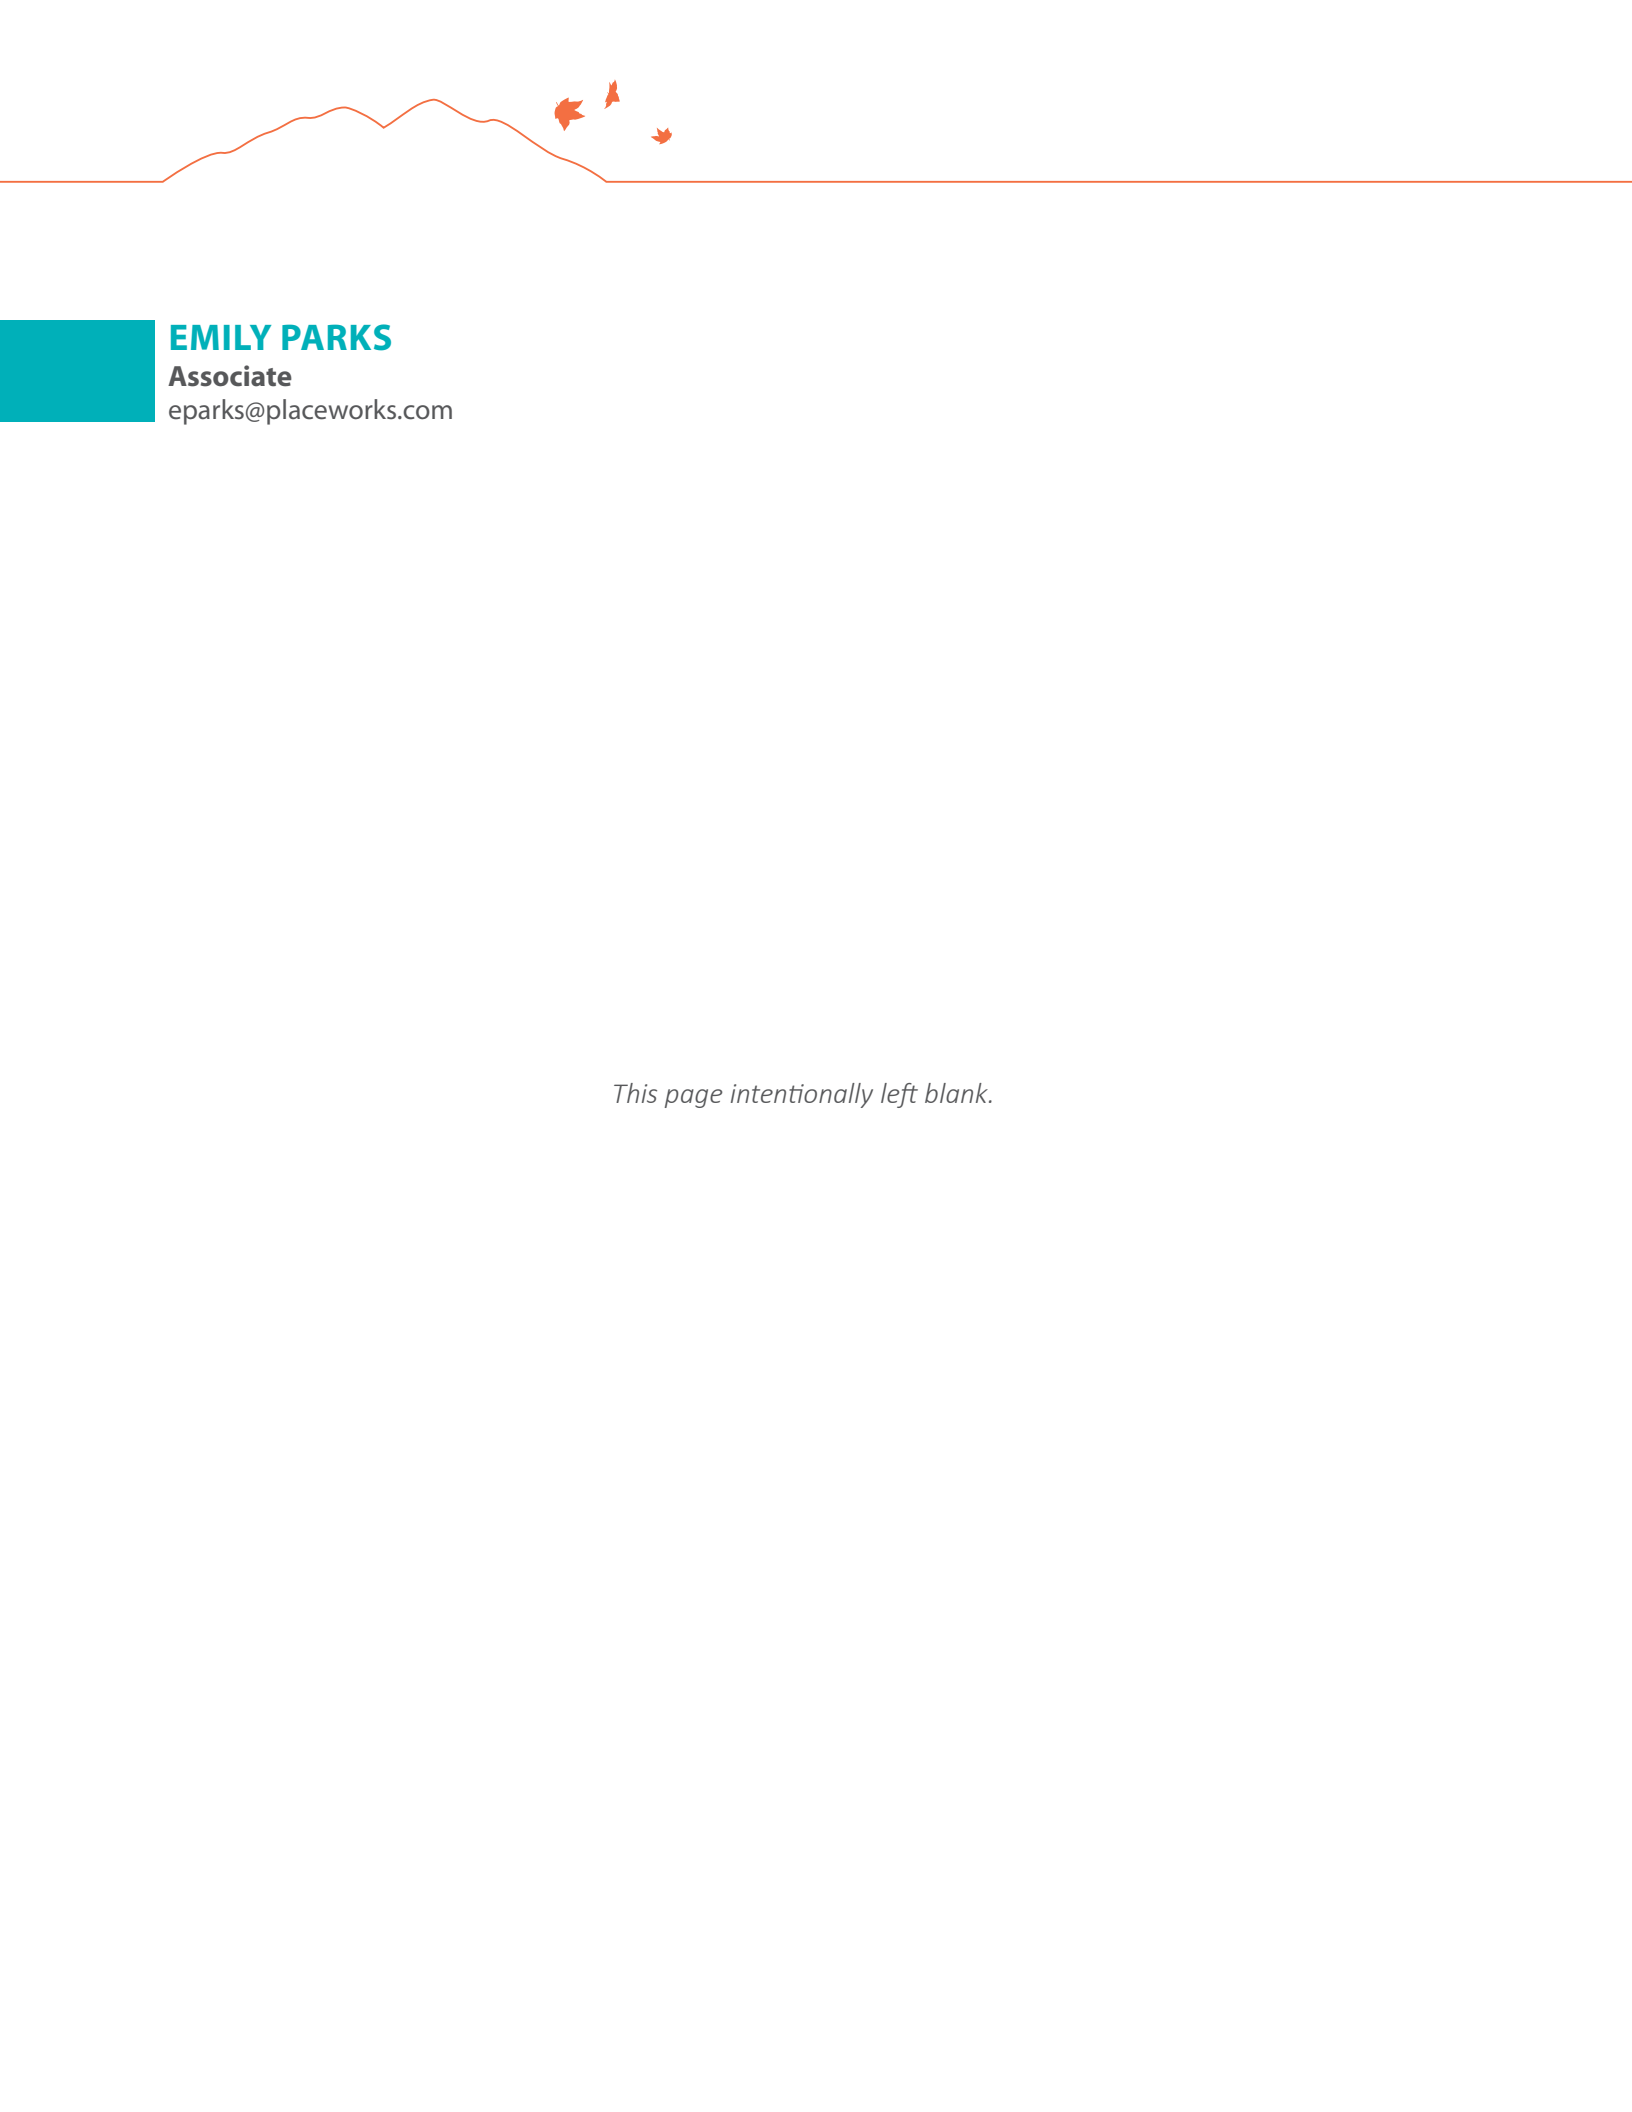 EMILY PARKS
Associate
eparks@placeworks.com
This page intentionally left blank.